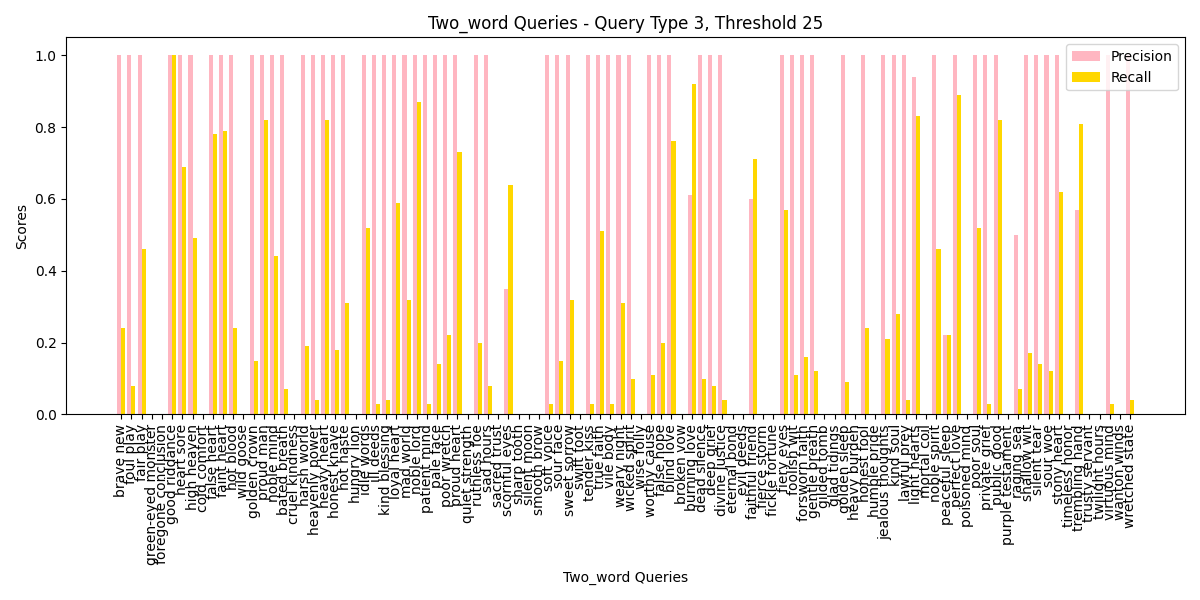 Two_word Queries - Query Type 3, Threshold 25
Precision
Recall
Scores
1.0
0.8
0.6
0.4
0.2
0.0
brave new
foul play
fair play
green-eyed monster
foregone conclusion
good riddance
heart sore
high heaven
cold comfort
false heart
faint heart
hot blood
wild goose
golden crown
proud man
noble mind
bated breath
cruel kindness
harsh world
heavenly power
heavy heart
honest knave
hot haste
hungry lion
idle words
ill deeds
kind blessing
loyal heart
mad world
noble lord
patient mind
pale face
poor wretch
proud heart
quiet strength
ruthless foe
sad hours
sacred trust
scornful eyes
sharp tooth
silent moon
smooth brow
soft voice
sour face
sweet sorrow
swift foot
tender kiss
true faith
vile body
weary night
wicked spirit
wise folly
worthy cause
false hope
blind love
broken vow
burning love
dead silence
deep grief
divine justice
eternal bond
evil deeds
faithful friend
fierce storm
fickle fortune
fiery eyes
foolish wit
forsworn faith
gentle breath
gilded tomb
glad tidings
golden sleep
heavy burden
honest fool
humble pride
jealous thoughts
kind souls
lawful prey
light hearts
mortal coil
noble spirit
peaceful sleep
perfect love
poisoned mind
poor soul
private grief
public good
purple testament
raging sea
shallow wit
silent tear
sour woe
stony heart
timeless honor
trembling hand
trusty servant
twilight hours
virtuous mind
wanton wind
wretched state
Two_word Queries